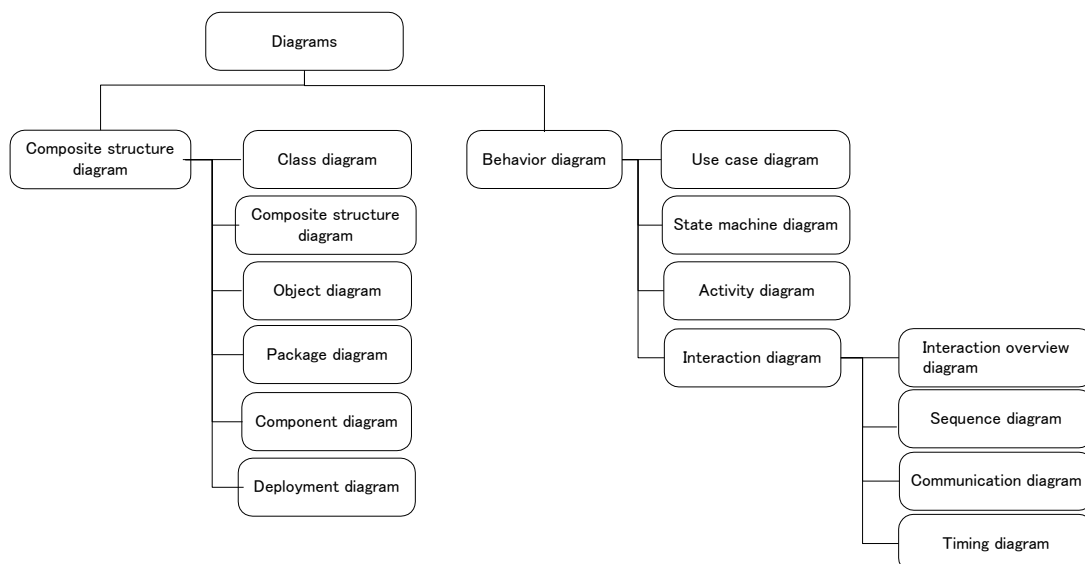 Diagrams
Composite structure
diagram
Class diagram
Composite structure
diagram
Object diagram
Package diagram
Component diagram
Deployment diagram
Behavior diagram
Use case diagram
State machine diagram
Activity diagram
Interaction diagram
Interaction overview
diagram
Sequence diagram
Communication diagram
Timing diagram